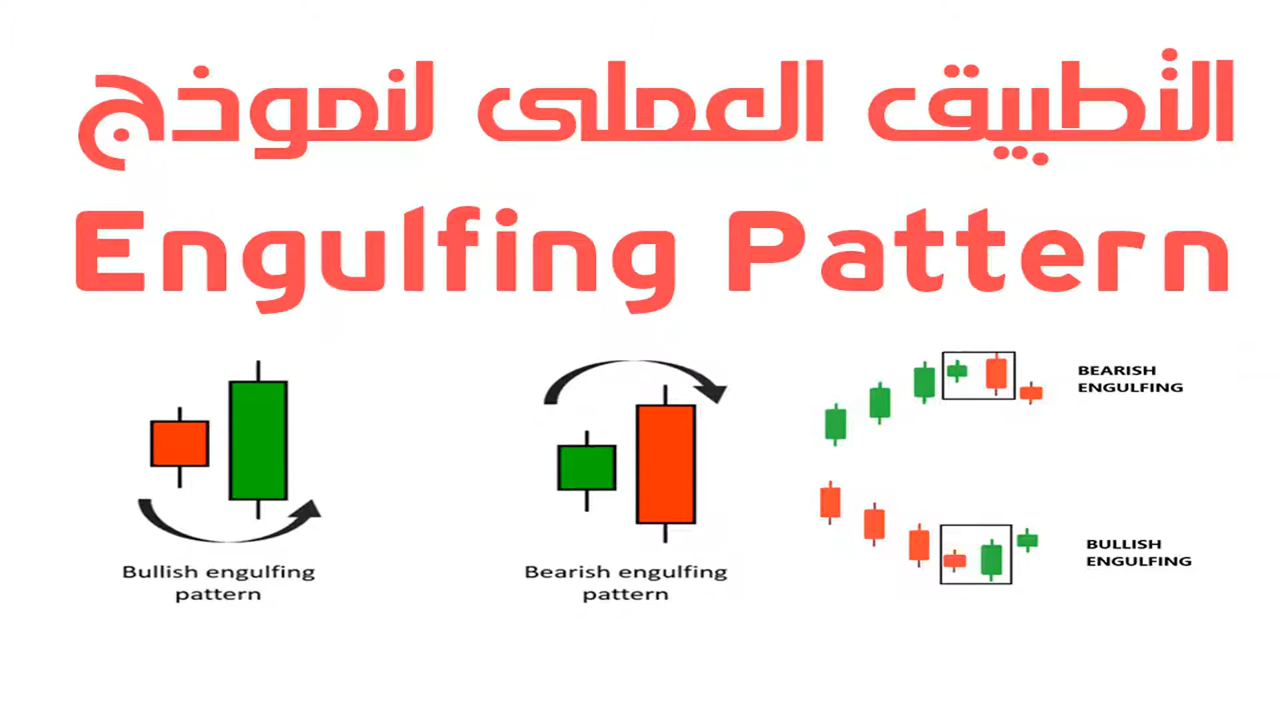 التطبيق العملى لنموذج
Engulfing Pattern
Bullish engulfing
pattern
Bearish engulfing
pattern
BEARISH
ENGULFING
BULLISH
ENGULFING